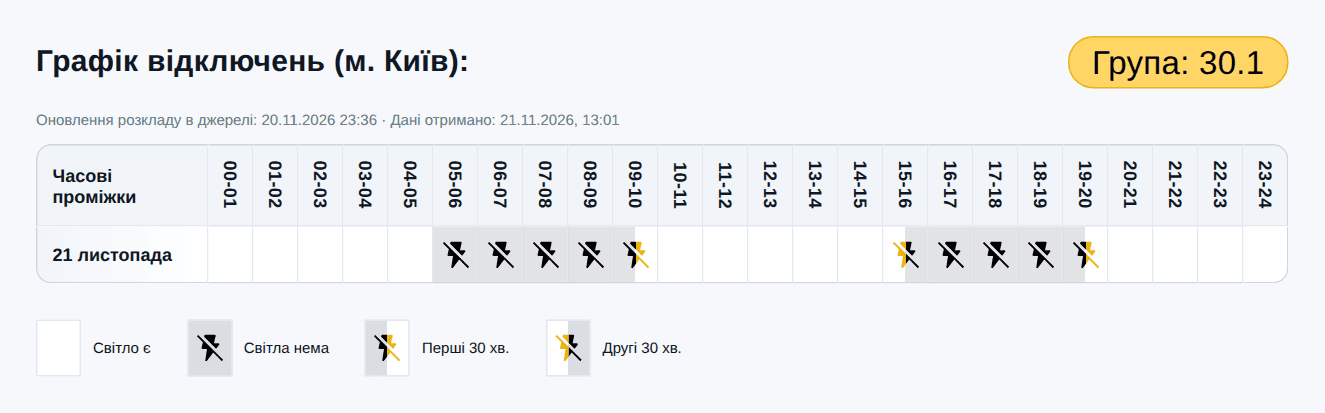 Графік відключень (м. Київ):
Група: 30.1
Оновлення розкладу в джерелі: 20.11.2026 23:36 · Дані отримано: 21.11.2026, 13:01
Часові
проміжки
00-01
01-02
02-03
03-04
04-05
05-06
06-07
07-08
08-09
09-10
10-11
11-12
12-13
13-14
14-15
15-16
16-17
17-18
18-19
19-20
20-21
21-22
22-23
23-24
21 листопада
Світло є
Світла нема
Перші 30 хв.
Другі 30 хв.